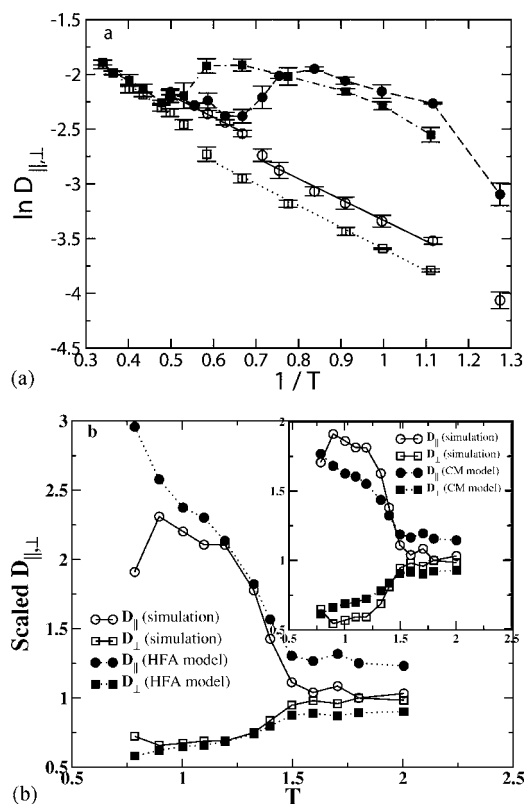 a
-1.5
-2
-2.5
-3
-3.5
-4
-4.5
ln D∥,⊥
0.3 0.4 0.5 0.6 0.7 0.8 0.9 1 1.1 1.2 1.3
1 / T
(a)
b
3
2.5
2
1.5
1
0.5
Scaled D∥,⊥
D∥ (simulation)
D⊥ (simulation)
D∥ (HFA model)
D⊥ (HFA model)
0.5 1 1.5 2 2.5
T
(b)
2
1.5
1
0.5
D∥ (simulation)
D⊥ (simulation)
D∥ (CM model)
D⊥ (CM model)
0.5 1 1.5 2 2.5